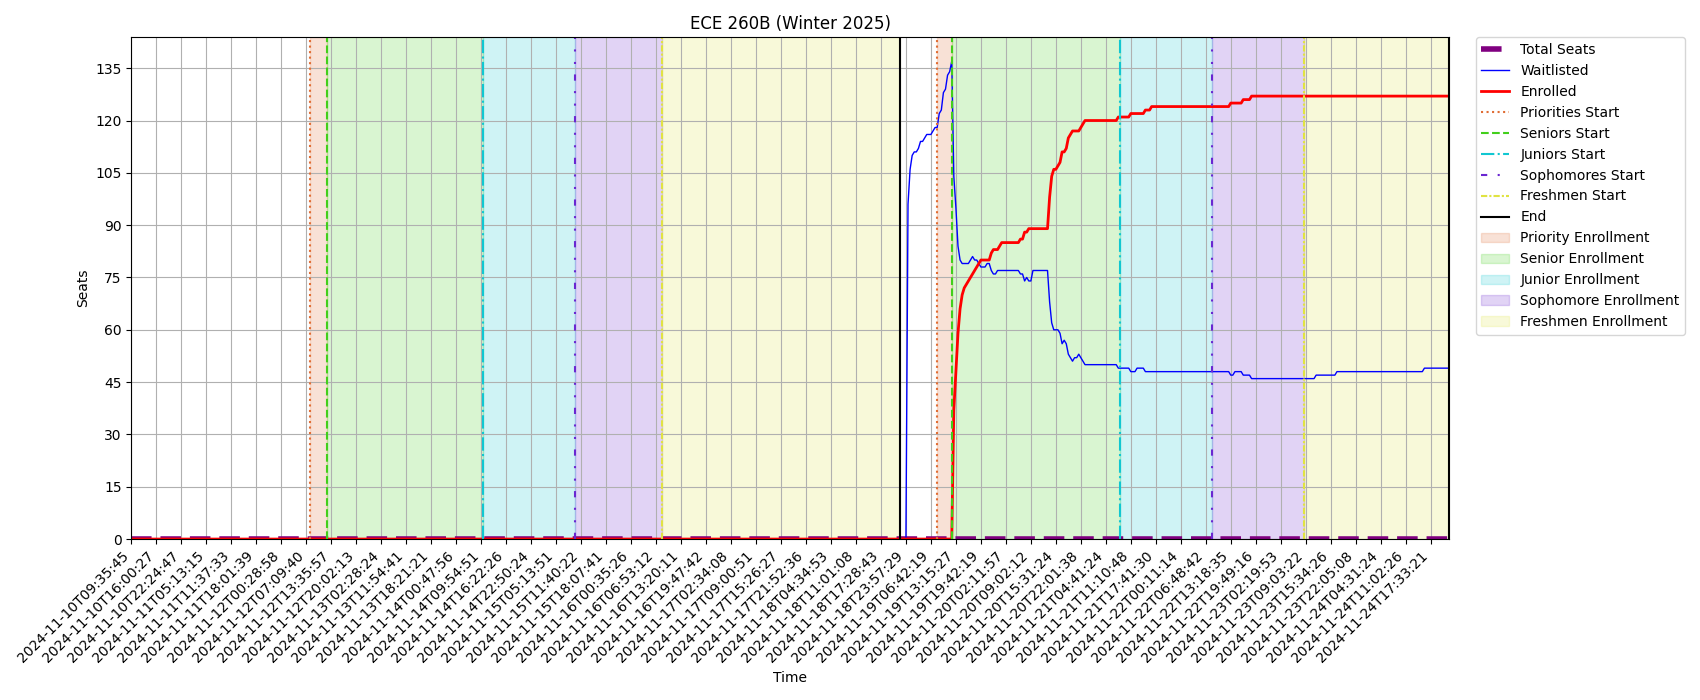 ECE 260B (Winter 2025)
Seats
135
120
105
90
75
60
45
30
15
0
2024-11-10T09:35:45
2024-11-10T16:00:27
2024-11-10T22:24:47
2024-11-11T05:13:15
2024-11-11T11:37:33
2024-11-11T18:01:39
2024-11-12T00:28:58
2024-11-12T07:09:40
2024-11-12T13:35:57
2024-11-12T20:02:13
2024-11-13T03:28:24
2024-11-13T11:54:41
2024-11-13T18:21:23
2024-11-14T00:47:56
2024-11-14T09:54:51
2024-11-14T16:22:26
2024-11-14T22:50:24
2024-11-15T05:13:51
2024-11-15T11:40:22
2024-11-15T18:07:41
2024-11-16T00:35:26
2024-11-16T06:53:12
2024-11-16T13:20:11
2024-11-16T19:47:42
2024-11-17T02:34:08
2024-11-17T09:00:51
2024-11-17T15:26:27
2024-11-17T21:52:36
2024-11-18T04:34:53
2024-11-18T11:01:08
2024-11-18T17:28:43
2024-11-18T23:57:29
2024-11-19T06:42:19
2024-11-19T13:15:27
2024-11-19T19:42:19
2024-11-20T02:11:57
2024-11-20T09:02:12
2024-11-20T15:31:24
2024-11-20T22:01:38
2024-11-21T04:41:24
2024-11-21T11:10:48
2024-11-21T17:41:30
2024-11-22T00:11:14
2024-11-22T06:48:42
2024-11-22T13:18:35
2024-11-22T19:49:16
2024-11-23T02:19:53
2024-11-23T09:03:22
2024-11-23T15:34:26
2024-11-23T22:05:08
2024-11-24T04:31:24
2024-11-24T11:02:26
2024-11-24T17:33:21
Time
Total Seats
Waitlisted
Enrolled
Priorities Start
Seniors Start
Juniors Start
Sophomores Start
Freshmen Start
End
Priority Enrollment
Senior Enrollment
Junior Enrollment
Sophomore Enrollment
Freshmen Enrollment